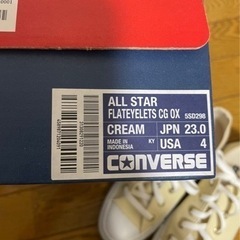 ALL STAR
FLATEYELETS CG OX 5SD298
CREAM JPN 23.0
MADE IN INDONESIA KY USA 4
CONVERSE